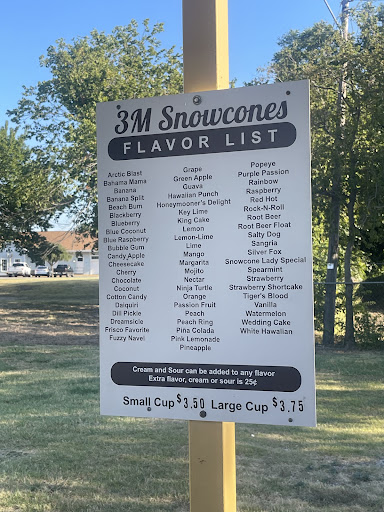 3M Snowcones
FLAVOR LIST
Arctic Blast
Bahama Mama
Banana
Banana Split
Beach Bum
Blackberry
Blueberry
Blue Coconut
Blue Raspberry
Bubble Gum
Candy Apple
Cheesecake
Cherry
Chocolate
Coconut
Cotton Candy
Daiquiri
Dill Pickle
Dreamsicle
Frisco Favorite
Fuzzy Navel
Grape
Green Apple
Guava
Hawaiian Punch
Honeymooner's Delight
Key Lime
King Cake
Lemon
Lemon-Lime
Lime
Mango
Margarita
Mojito
Nectar
Ninja Turtle
Orange
Passion Fruit
Peach
Peach Ring
Piña Colada
Pink Lemonade
Pineapple
Popeye
Purple Passion
Rainbow
Raspberry
Red Hot
Rock-N-Roll
Root Beer
Root Beer Float
Salty Dog
Sangria
Silver Fox
Snowcone Lady Special
Spearmint
Strawberry
Strawberry Shortcake
Tiger's Blood
Vanilla
Watermelon
Wedding Cake
White Hawaiian
Cream and Sour can be added to any flavor
Extra flavor, cream or sour is 25¢
Small Cup $3.50 Large Cup $3.75